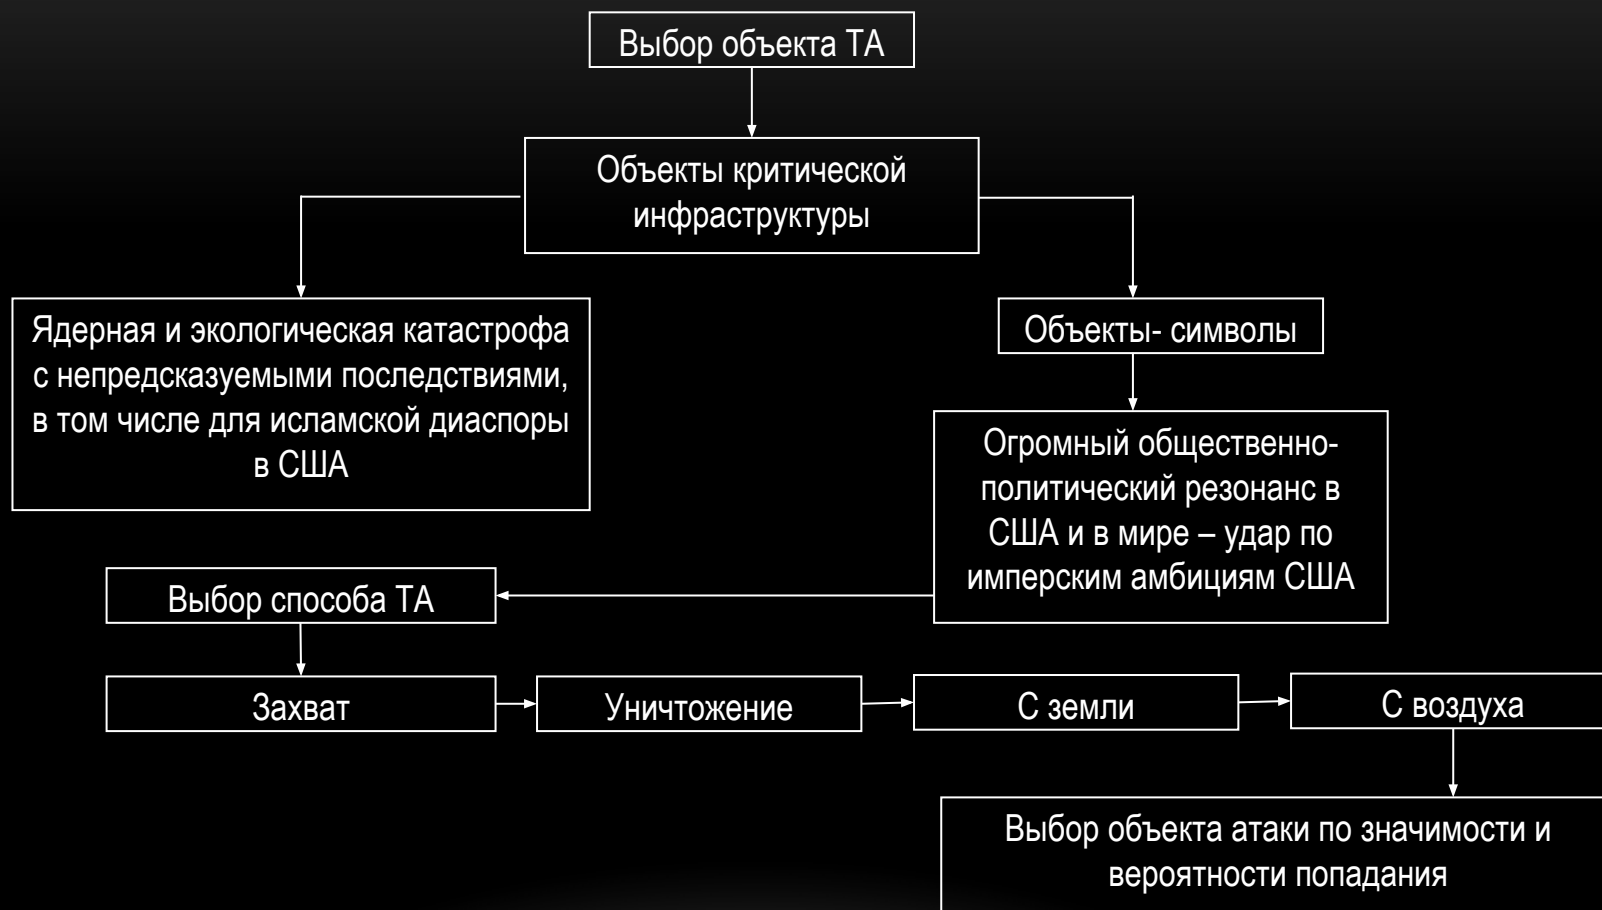 Выбор объекта ТА
Объекты критической
инфраструктуры
Ядерная и экологическая катастрофа
с непредсказуемыми последствиями,
в том числе для исламской диаспоры
в США
Объекты- символы
Огромный общественно-
политический резонанс в
США и в мире – удар по
имперским амбициям США
Выбор способа ТА
Захват
Уничтожение
С земли
С воздуха
Выбор объекта атаки по значимости и
вероятности попадания